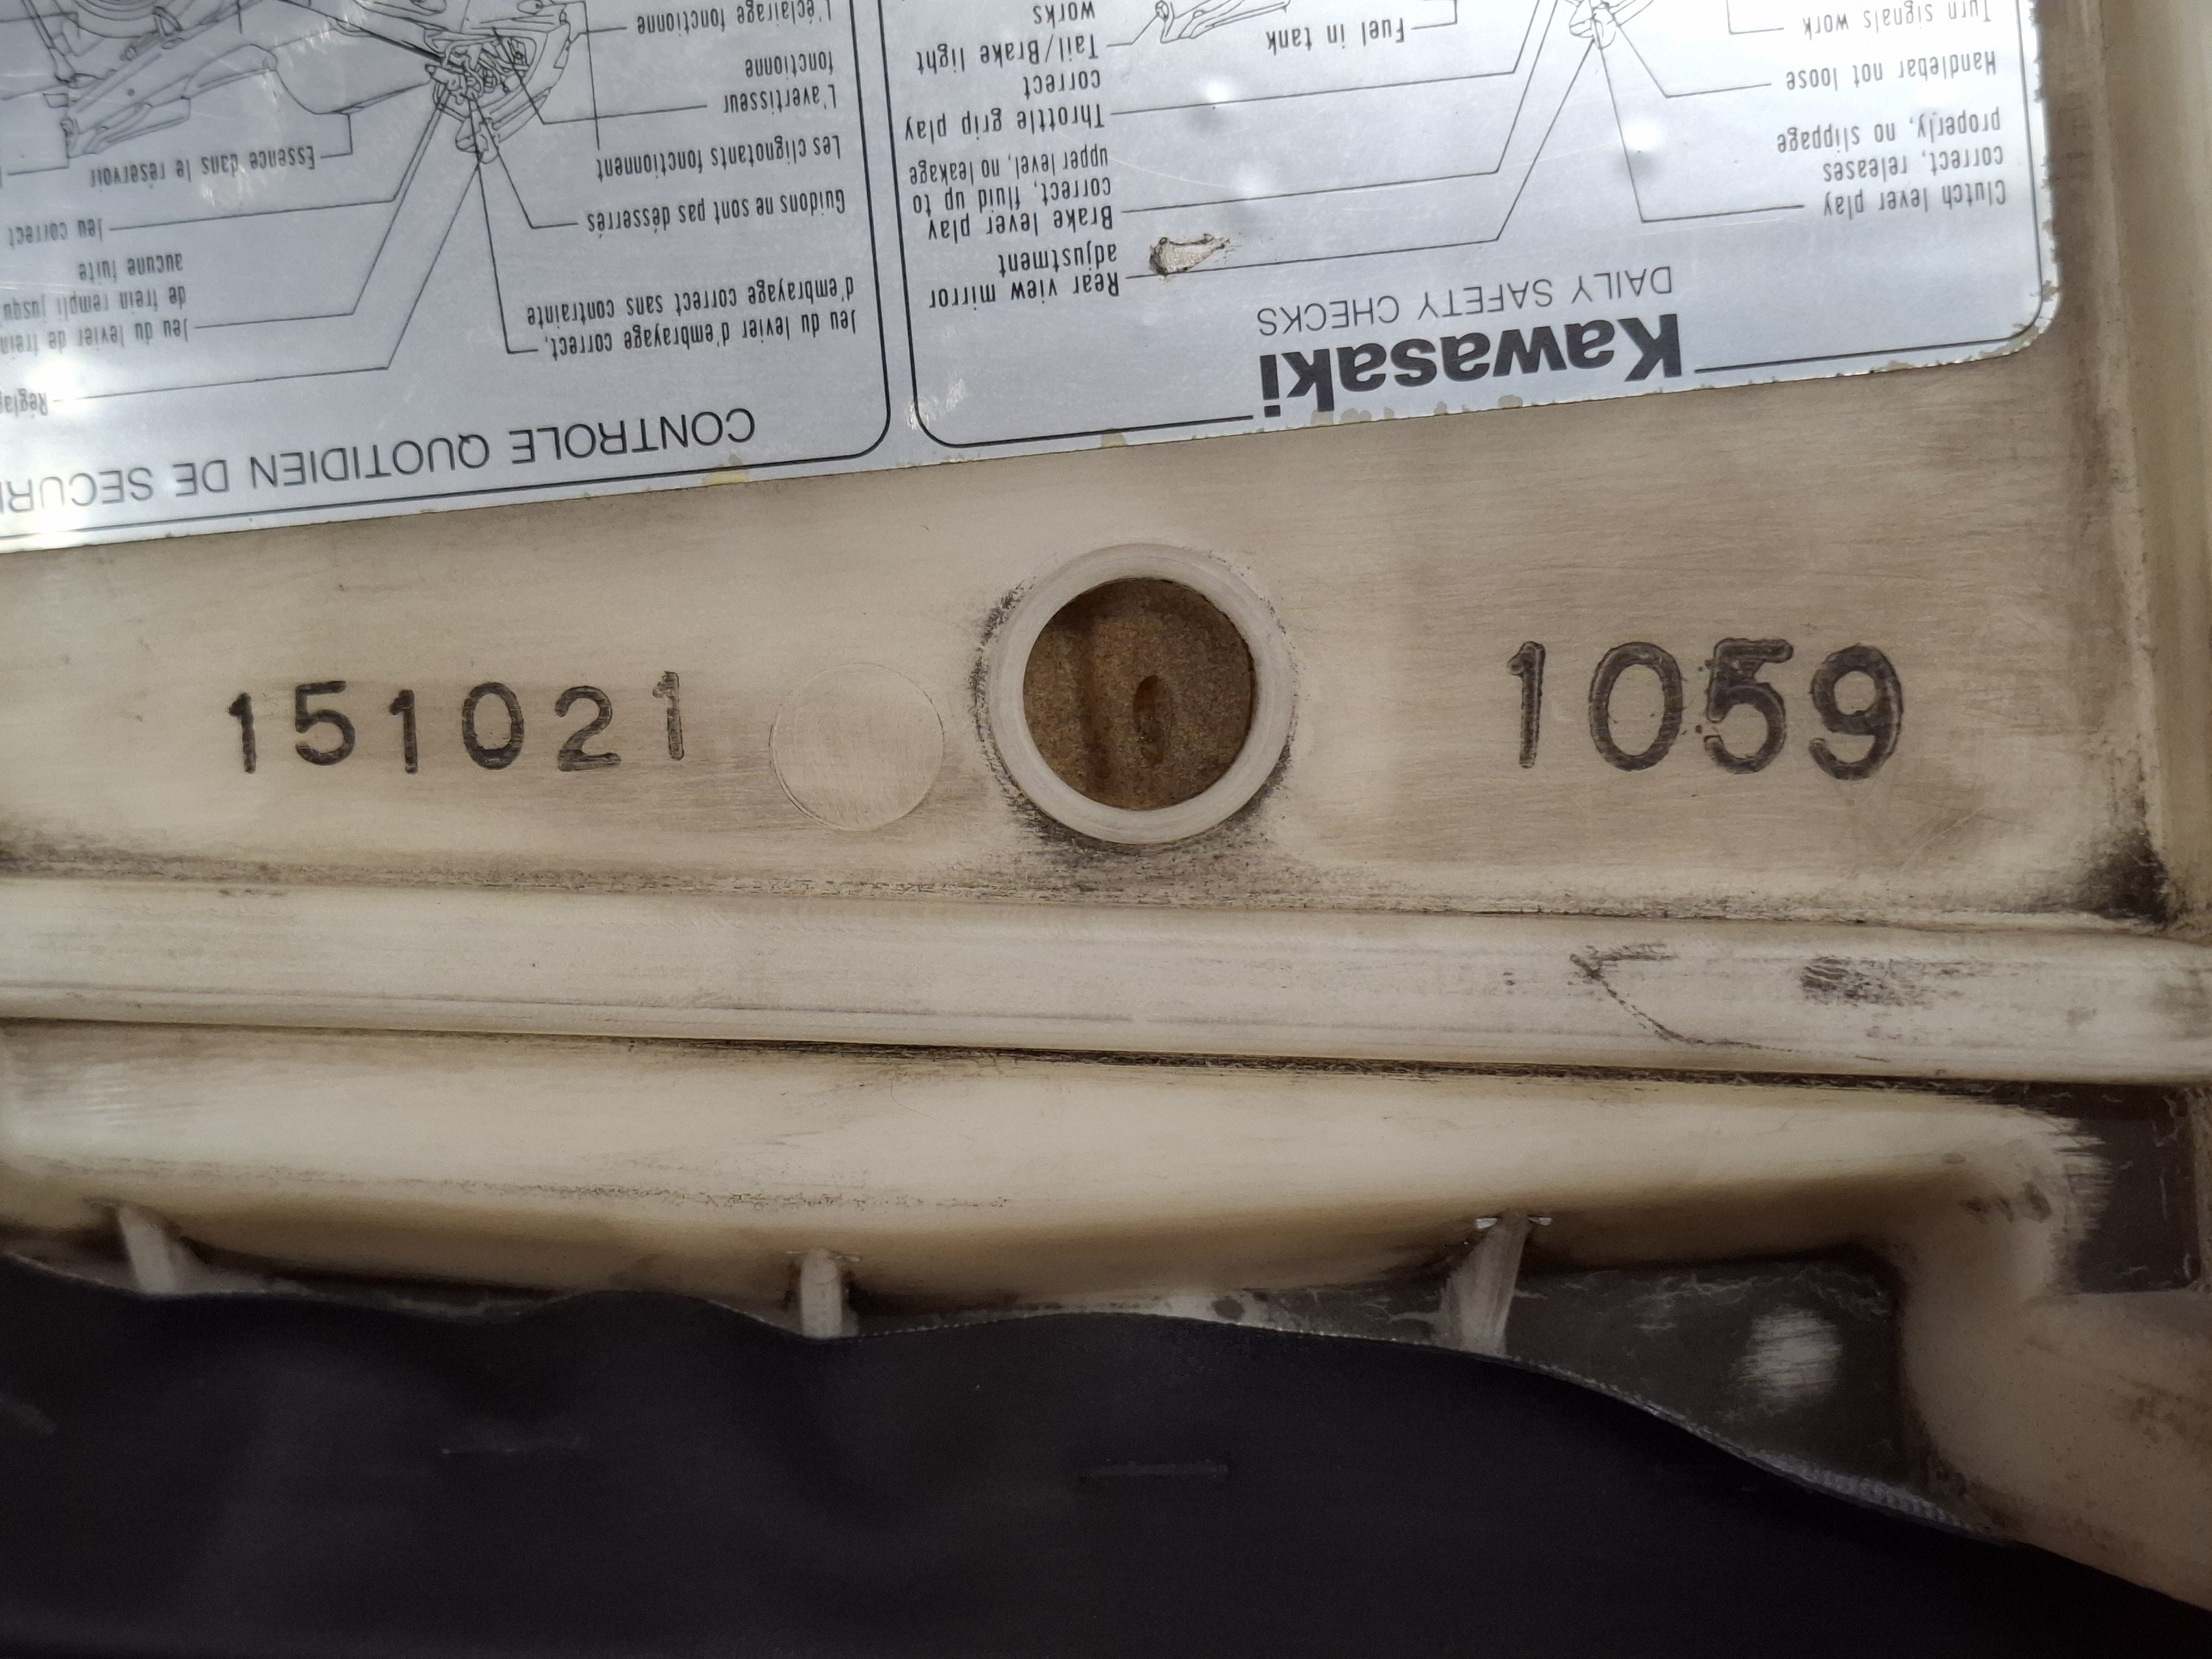 Kawasaki
DAILY SAFETY CHECKS
Clutch lever play
correct, releases
properly, no slippage
Handlebar not loose
Turn signals work
Rear view mirror
adjustment
Brake lever play
correct, fluid up to
upper level, no leakage
Throttle grip play
correct
Tail/Brake light
works
Fuel in tank
CONTROLE QUOTIDIEN DE
Jeu du levier d'embrayage correct,
d'embrayage correct sans contrainte
Guidons ne sont pas désserrés
Les clignotants fonctionnent
L'avertisseur
fonctionne
L'éclairage fonctionne
Jeu du levier de frein
de frein rempli
aucune fuite
Jeu correct
Essence dans le réservoir
151021
1059